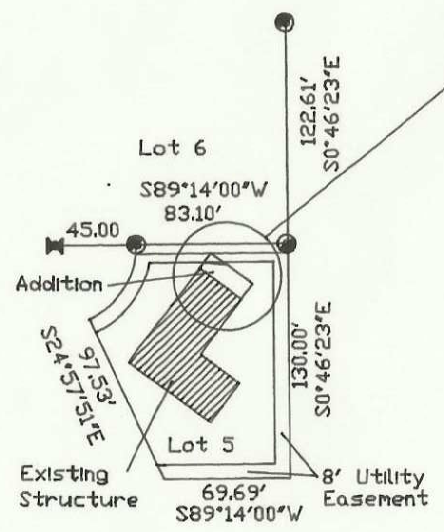 122.61'
S0°46'23"E
Lot 6
S89°14'00"W
83.10'
45.00
Addition
97.53'
S24°57'51"E
130.00'
S0°46'23"E
Lot 5
Existing
Structure
8' Utility
Easement
69.69'
S89°14'00"W